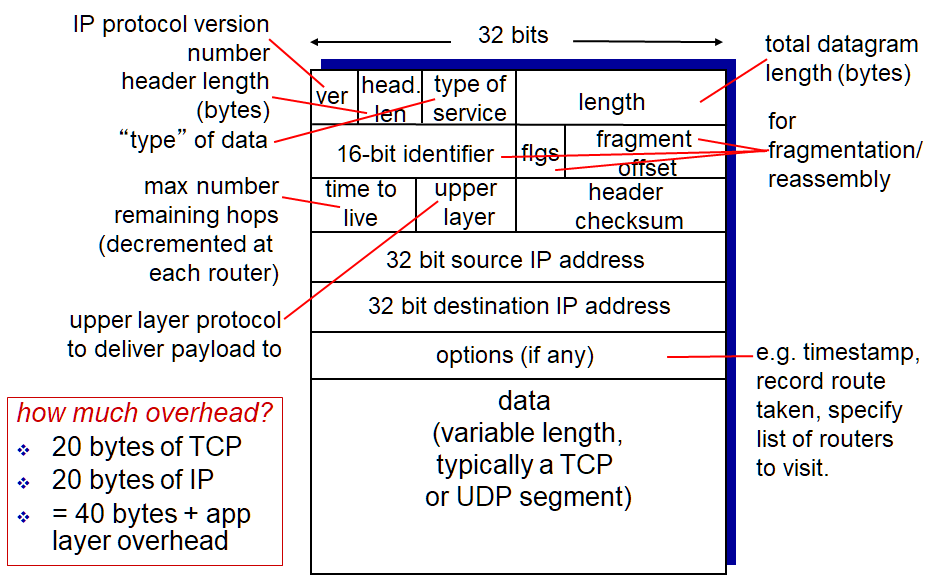 IP protocol version
number
header length
(bytes)
“type” of data
max number
remaining hops
(decremented at
each router)
upper layer protocol
to deliver payload to
how much overhead?
❖ 20 bytes of TCP
❖ 20 bytes of IP
❖ = 40 bytes + app
layer overhead
32 bits
ver
head.
len
type of
service
length
16-bit identifier
flgs
fragment
offset
time to
live
upper
layer
header
checksum
32 bit source IP address
32 bit destination IP address
options (if any)
data
(variable length,
typically a TCP
or UDP segment)
total datagram
length (bytes)
for
fragmentation/
reassembly
e.g. timestamp,
record route
taken, specify
list of routers
to visit.